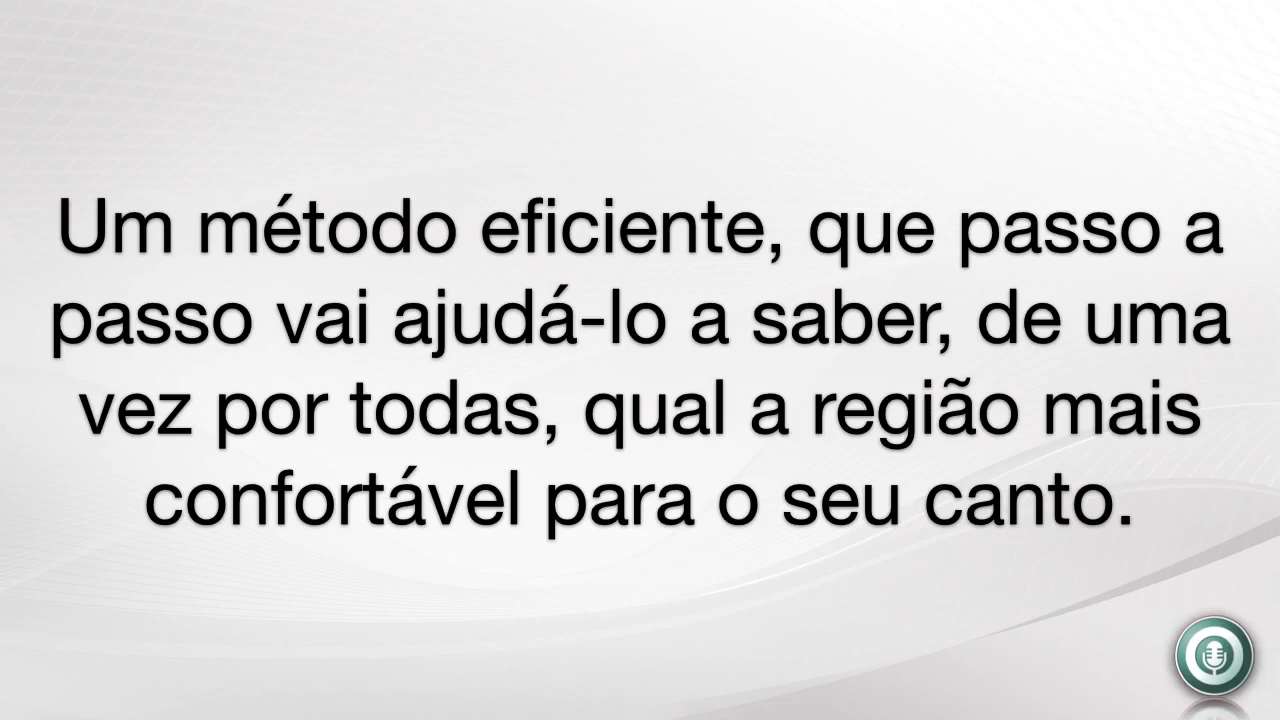 Um método eficiente, que passo a
passo vai ajudá-lo a saber, de uma
vez por todas, qual a região mais
confortável para o seu canto.